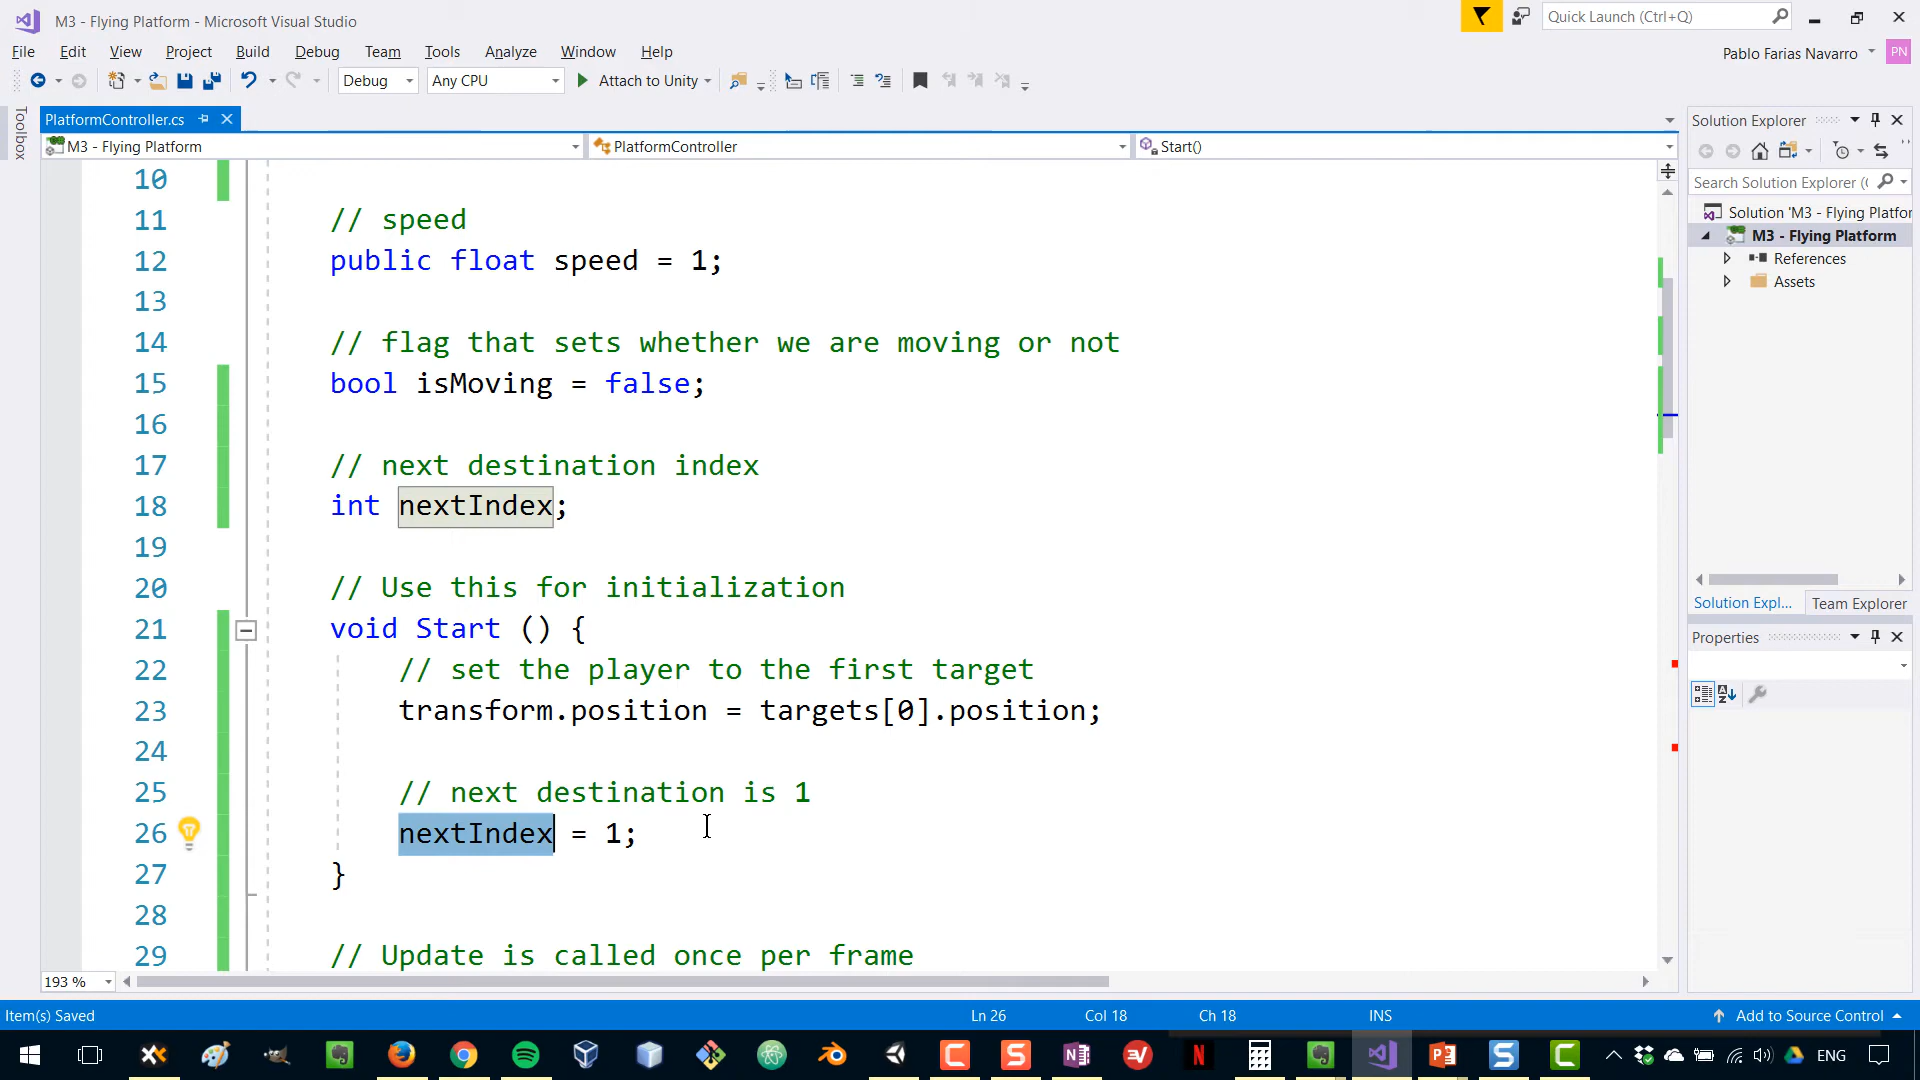 M3 - Flying Platform - Microsoft Visual Studio
Quick Launch (Ctrl+Q)
File Edit View Project Build Debug Team Tools Analyze Window Help
Pablo Farias Navarro PN
Debug Any CPU Attach to Unity
Toolbox
PlatformController.cs
M3 - Flying Platform PlatformController Start()
10
11 // speed
12 public float speed = 1;
13
14 // flag that sets whether we are moving or not
15 bool isMoving = false;
16
17 // next destination index
18 int nextIndex;
19
20 // Use this for initialization
21 void Start () {
22 // set the player to the first target
23 transform.position = targets[0].position;
24
25 // next destination is 1
26 nextIndex = 1;
27 }
28
29 // Update is called once per frame
193 %
Solution Explorer
Search Solution Explorer (
Solution 'M3 - Flying Platfor
M3 - Flying Platform
References
Assets
Solution Expl... Team Explorer
Properties
Item(s) Saved Ln 26 Col 18 Ch 18 INS Add to Source Control
ENG